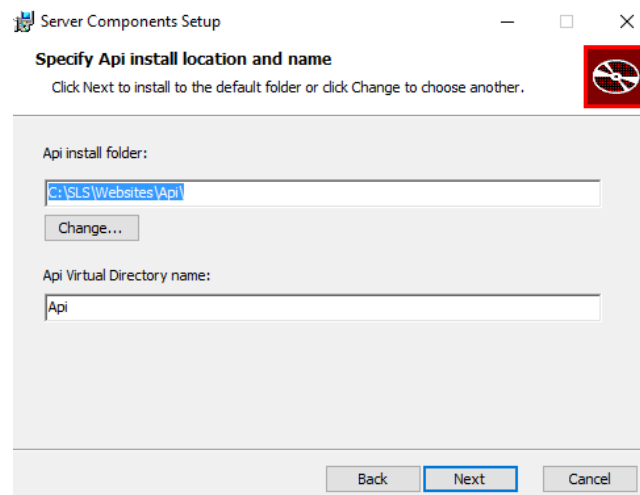 Server Components Setup
Specify Api install location and name
Click Next to install to the default folder or click Change to choose another.
Api install folder:
C:\SLS\Websites\Api\
Change...
Api Virtual Directory name:
Api
Back Next Cancel